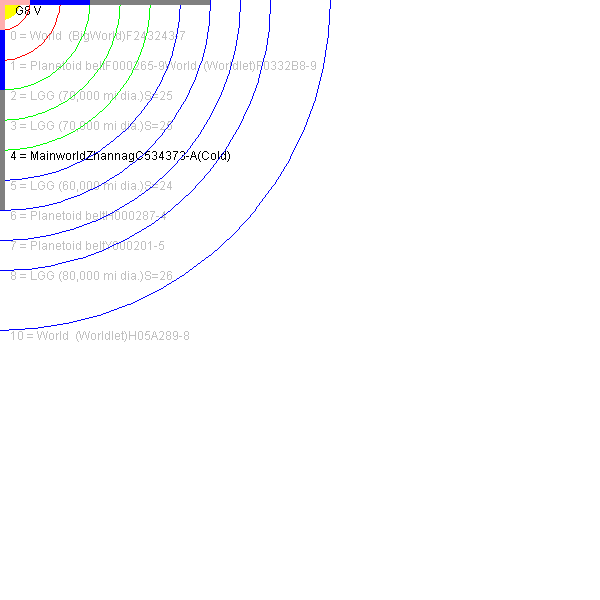 G8 V
0 = World (BigWorld)F243243-7
1 = Planetoid beltF000265-9World (Worldlet)F0332B8-9
2 = LGG (70,000 mi dia.)S=25
3 = LGG (70,000 mi dia.)S=25
4 = MainworldZhannagC534373-A(Cold)
5 = LGG (60,000 mi dia.)S=24
6 = Planetoid beltH000287-4
7 = Planetoid beltY000201-5
8 = LGG (80,000 mi dia.)S=26
10 = World (Worldlet)H05A289-8